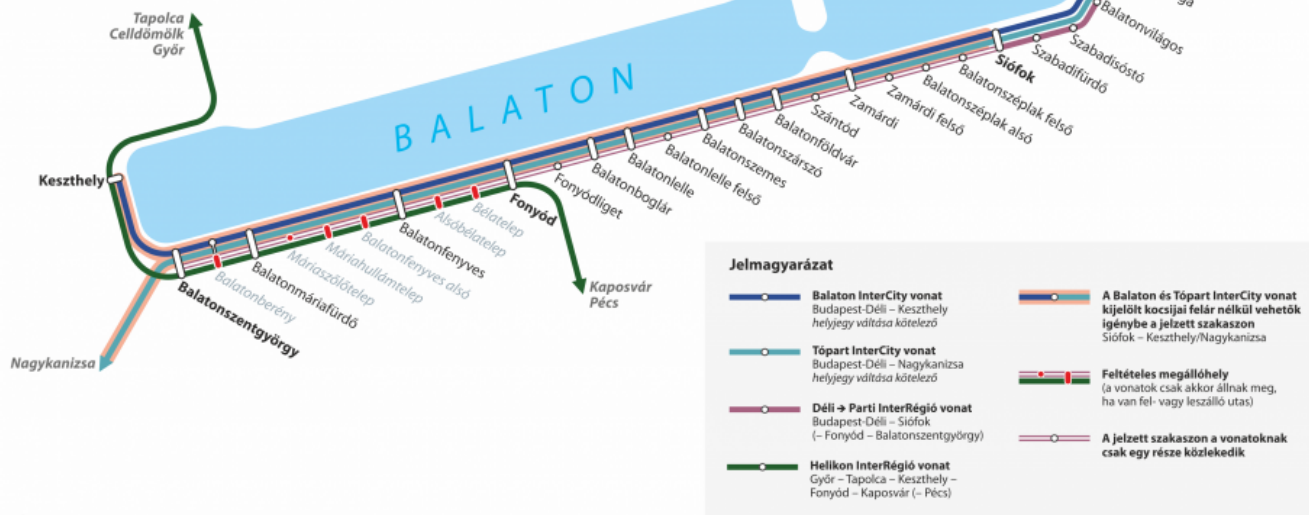 Tapolca
Celldömölk
Győr
BALATON
Keszthely
Nagykanizsa
Balatonszentgyörgy
Balatonberény
Balatonmáriafürdő
Máriaszőlőtelep
Máriahullámtelep
Balatonfenyves alsó
Balatonfenyves
Alsóbélatelep
Bélatelep
Fonyód
Kaposvár
Pécs
Fonyódliget
Balatonboglár
Balatonlelle
Balatonlelle felső
Balatonszemes
Balatonszárszó
Balatonföldvár
Szántód
Zamárdi
Zamárdi felső
Balatonszéplak alsó
Balatonszéplak felső
Siófok
Szabadifürdő
Szabadisóstó
Balatonvilágos
Jelmagyarázat
Balaton InterCity vonat
Budapest-Déli – Keszthely
helyjegy váltása kötelező
Tópart InterCity vonat
Budapest-Déli – Nagykanizsa
helyjegy váltása kötelező
Déli ➔ Parti InterRégió vonat
Budapest-Déli – Siófok
(– Fonyód – Balatonszentgyörgy)
Helikon InterRégió vonat
Győr – Tapolca – Keszthely –
Fonyód – Kaposvár (– Pécs)
A Balaton és Tópart InterCity vonat
kijelölt kocsijai felár nélkül vehetők
igénybe a jelzett szakaszon
Siófok – Keszthely/Nagykanizsa
Feltételes megállóhely
(a vonatok csak akkor állnak meg,
ha van fel- vagy leszálló utas)
A jelzett szakaszon a vonatoknak
csak egy része közlekedik